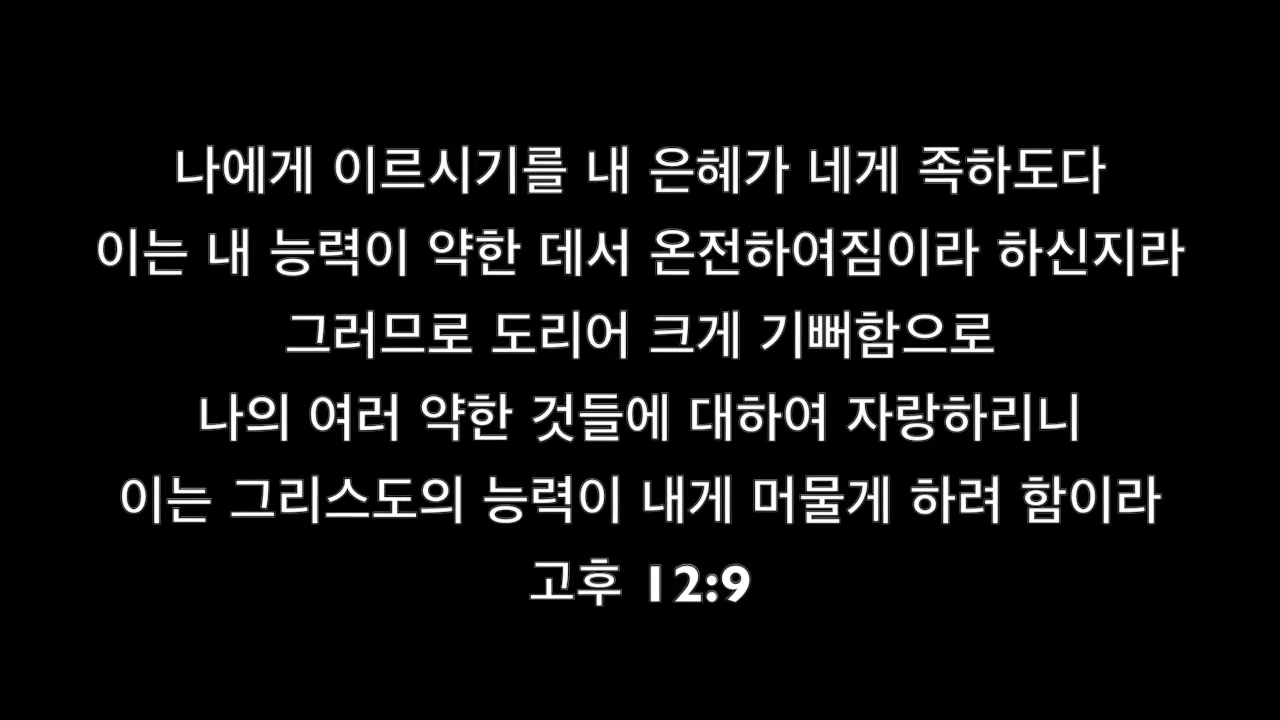 나에게 이르시기를 내 은혜가 네게 족하도다
이는 내 능력이 약한 데서 온전하여짐이라 하신지라
그러므로 도리어 크게 기뻐함으로
나의 여러 약한 것들에 대하여 자랑하리니
이는 그리스도의 능력이 내게 머물게 하려 함이라
고후 12:9